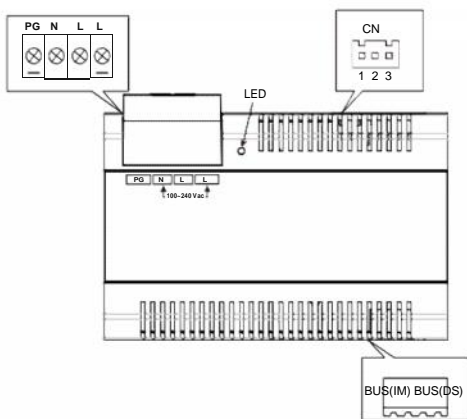 PG N L L
CN
1 2 3
LED
PG N L L
100~240 Vac
BUS(IM) BUS(DS)